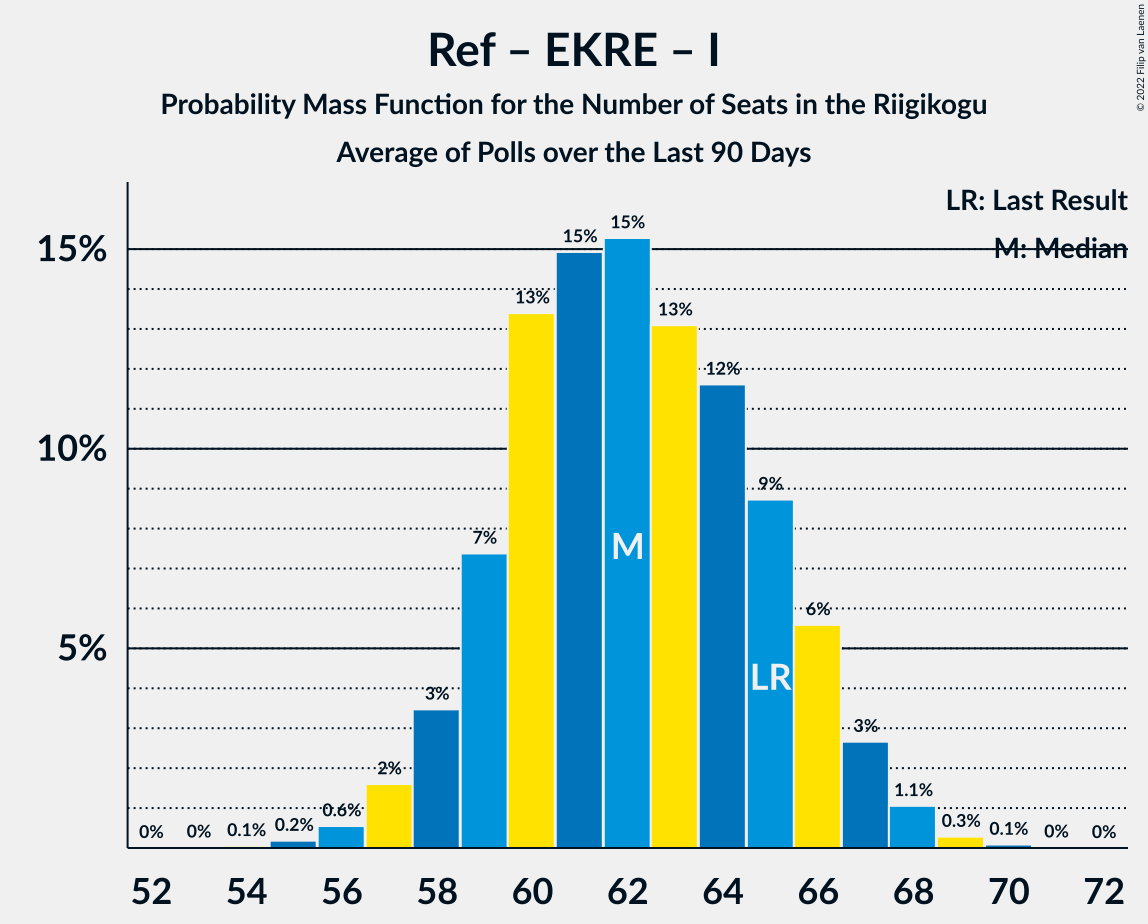 Ref – EKRE – I
Probability Mass Function for the Number of Seats in the Riigikogu
Average of Polls over the Last 90 Days
© 2022 Filip van Laenen
LR: Last Result
M: Median
15%
10%
5%
0%
0%
0.1%
0.2%
0.6%
2%
3%
7%
13%
15%
15%
13%
12%
9%
6%
3%
1.1%
0.3%
0.1%
0%
0%
M
LR
52 54 56 58 60 62 64 66 68 70 72